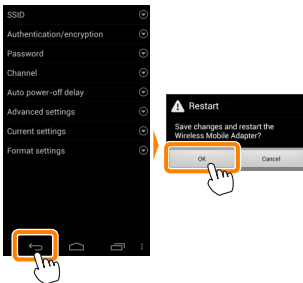 SSID
Authentication/encryption
Password
Channel
Auto power-off delay
Advanced settings
Current settings
Format settings
Restart
Save changes and restart the
Wireless Mobile Adapter?
OK
Cancel